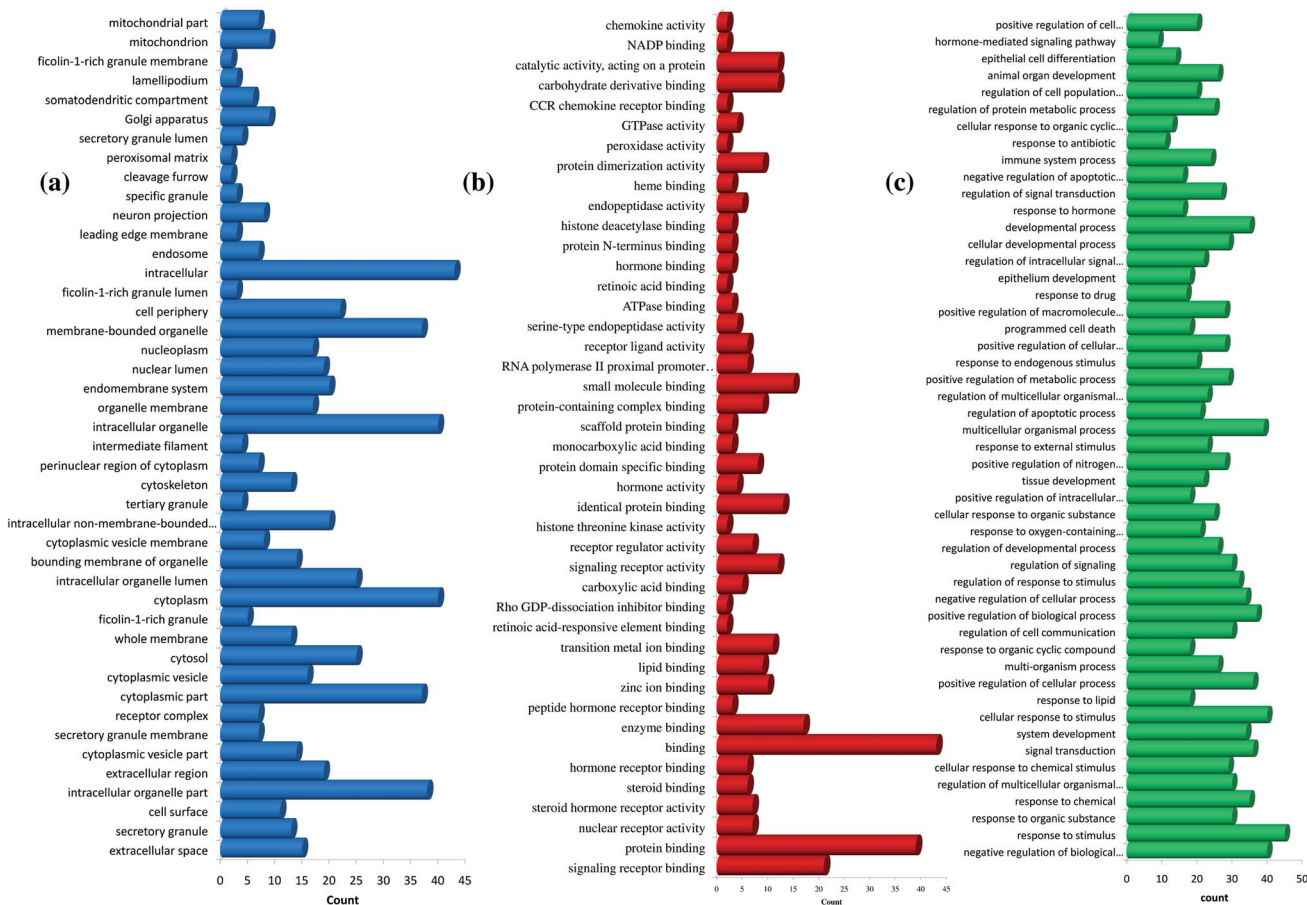 (a)
mitochondrial part
mitochondrion
ficolin-1-rich granule membrane
lamellipodium
somatodendritic compartment
Golgi apparatus
secretory granule lumen
peroxisomal matrix
cleavage furrow
specific granule
neuron projection
leading edge membrane
endosome
intracellular
ficolin-1-rich granule lumen
cell periphery
membrane-bounded organelle
nucleoplasm
nuclear lumen
endomembrane system
organelle membrane
intracellular organelle
intermediate filament
perinuclear region of cytoplasm
cytoskeleton
tertiary granule
intracellular non-membrane-bounded...
cytoplasmic vesicle membrane
bounding membrane of organelle
intracellular organelle lumen
cytoplasm
ficolin-1-rich granule
whole membrane
cytosol
cytoplasmic vesicle
cytoplasmic part
receptor complex
secretory granule membrane
cytoplasmic vesicle part
extracellular region
intracellular organelle part
cell surface
secretory granule
extracellular space
0 5 10 15 20 25 30 35 40 45
Count
(b)
chemokine activity
NADP binding
catalytic activity, acting on a protein
carbohydrate derivative binding
CCR chemokine receptor binding
GTPase activity
peroxidase activity
protein dimerization activity
heme binding
endopeptidase activity
histone deacetylase binding
protein N-terminus binding
hormone binding
retinoic acid binding
ATPase binding
serine-type endopeptidase activity
receptor ligand activity
RNA polymerase II proximal promoter..
small molecule binding
protein-containing complex binding
scaffold protein binding
monocarboxylic acid binding
protein domain specific binding
hormone activity
identical protein binding
histone threonine kinase activity
receptor regulator activity
signaling receptor activity
carboxylic acid binding
Rho GDP-dissociation inhibitor binding
retinoic acid-responsive element binding
transition metal ion binding
lipid binding
zinc ion binding
peptide hormone receptor binding
enzyme binding
binding
hormone receptor binding
steroid binding
steroid hormone receptor activity
nuclear receptor activity
protein binding
signaling receptor binding
0 5 10 15 20 25 30 35 40 45
Count
(c)
positive regulation of cell...
hormone-mediated signaling pathway
epithelial cell differentiation
animal organ development
regulation of cell population...
regulation of protein metabolic process
cellular response to organic cyclic...
response to antibiotic
immune system process
negative regulation of apoptotic...
regulation of signal transduction
response to hormone
developmental process
cellular developmental process
regulation of intracellular signal...
epithelium development
response to drug
positive regulation of macromolecule...
programmed cell death
positive regulation of cellular...
response to endogenous stimulus
positive regulation of metabolic process
regulation of multicellular organismal...
regulation of apoptotic process
multicellular organismal process
response to external stimulus
positive regulation of nitrogen...
tissue development
positive regulation of intracellular...
cellular response to organic substance
response to oxygen-containing...
regulation of developmental process
regulation of signaling
regulation of response to stimulus
negative regulation of cellular process
positive regulation of biological process
regulation of cell communication
response to organic cyclic compound
multi-organism process
positive regulation of cellular process
response to lipid
cellular response to stimulus
system development
signal transduction
cellular response to chemical stimulus
regulation of multicellular organismal...
response to chemical
response to organic substance
response to stimulus
negative regulation of biological...
0 10 20 30 40 50
count